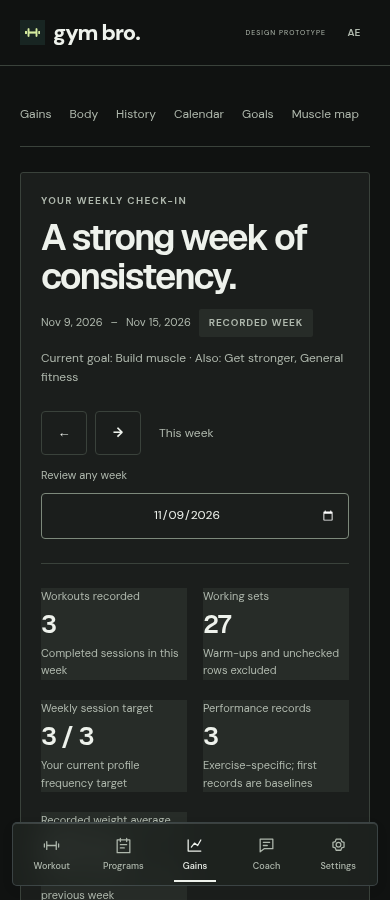 gym bro.
DESIGN PROTOTYPE
AE
Gains Body History Calendar Goals Muscle map
YOUR WEEKLY CHECK-IN
A strong week of
consistency.
Nov 9, 2026 – Nov 15, 2026 RECORDED WEEK
Current goal: Build muscle · Also: Get stronger, General
fitness
← → This week
Review any week
11/09/2026
Workouts recorded
3
Completed sessions in this
week
Working sets
27
Warm-ups and unchecked
rows excluded
Weekly session target
3 / 3
Your current profile
frequency target
Performance records
3
Exercise-specific; first
records are baselines
Recorded weight average
previous week
Workout Programs Gains Coach Settings